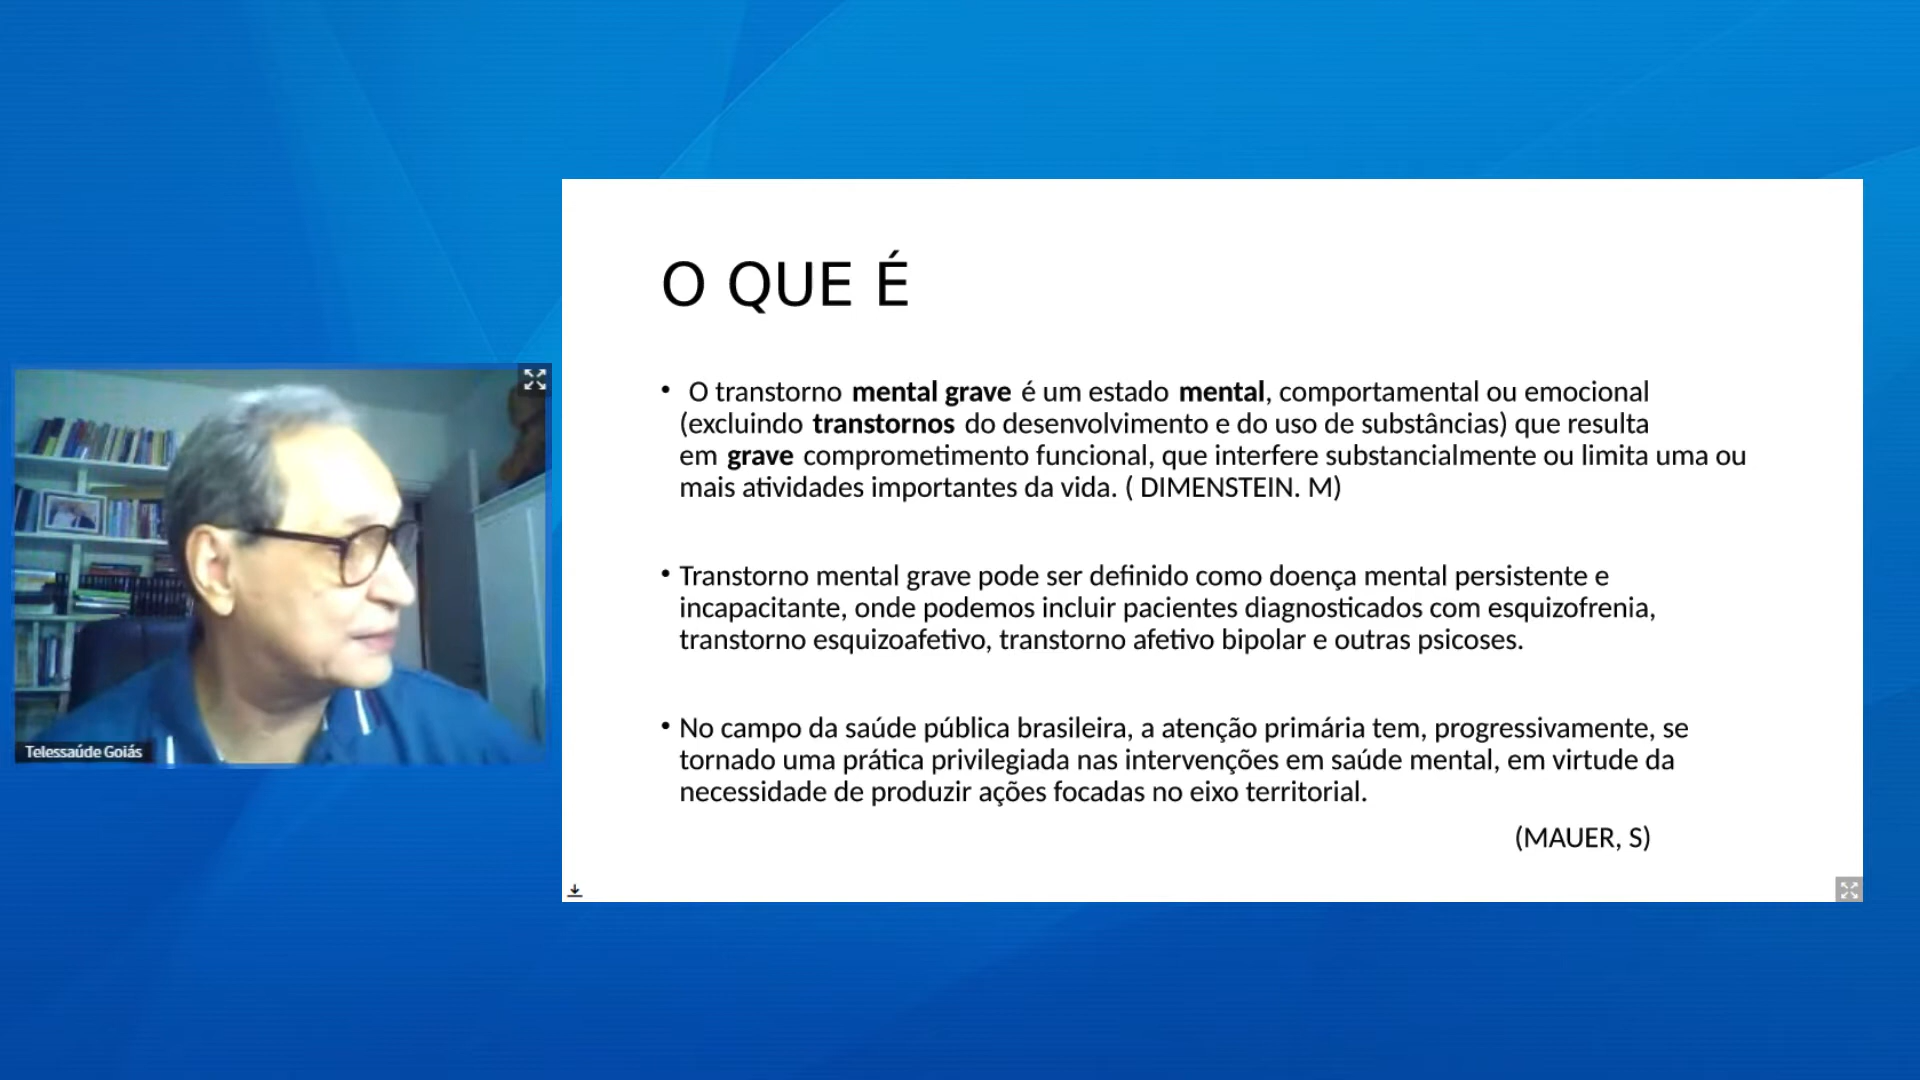 O QUE É
• O transtorno mental grave é um estado mental, comportamental ou emocional
(excluindo transtornos do desenvolvimento e do uso de substâncias) que resulta
em grave comprometimento funcional, que interfere substancialmente ou limita uma ou
mais atividades importantes da vida. ( DIMENSTEIN. M)
• Transtorno mental grave pode ser definido como doença mental persistente e
incapacitante, onde podemos incluir pacientes diagnosticados com esquizofrenia,
transtorno esquizoafetivo, transtorno afetivo bipolar e outras psicoses.
• No campo da saúde pública brasileira, a atenção primária tem, progressivamente, se
tornado uma prática privilegiada nas intervenções em saúde mental, em virtude da
necessidade de produzir ações focadas no eixo territorial.
(MAUER, S)
Telessaúde Goiás